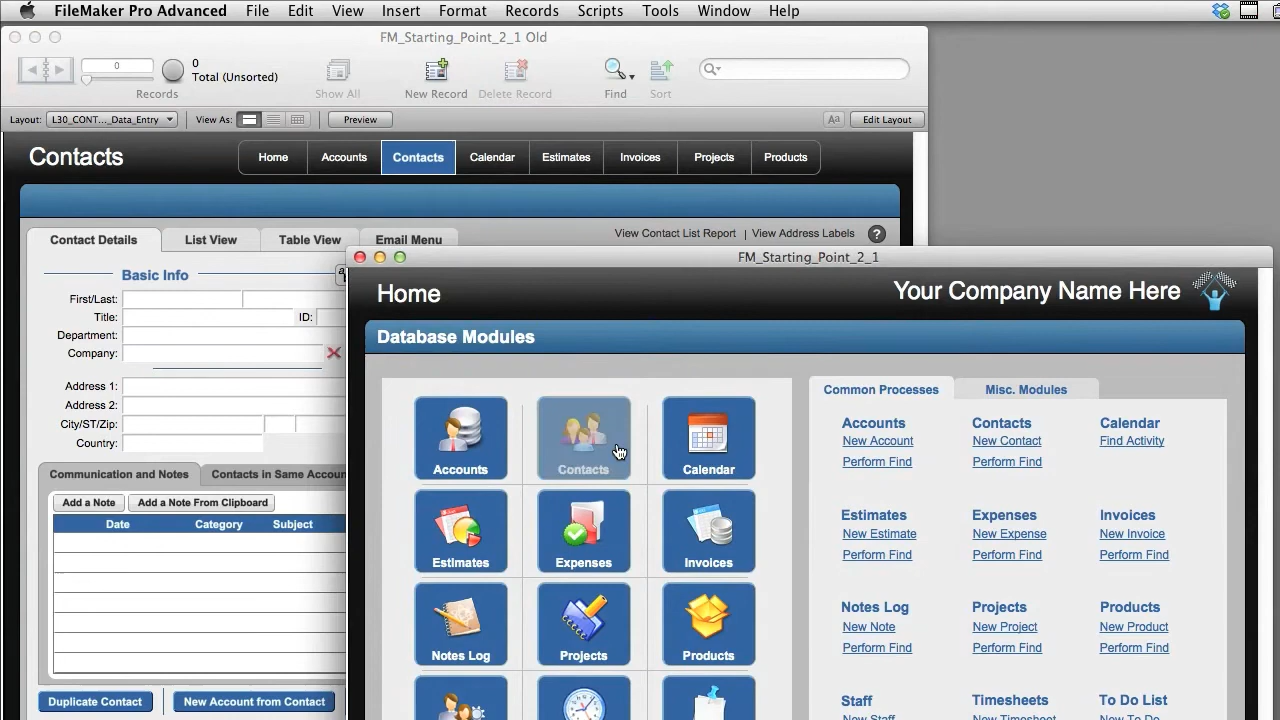 FileMaker Pro Advanced File Edit View Insert Format Records Scripts Tools Window Help
FM_Starting_Point_2_1 Old
0
0
Total (Unsorted)
Records
Show All
New Record
Delete Record
Find
Sort
Layout: L30_CONT..._Data_Entry View As: Preview Aa Edit Layout
Contacts
Home Accounts Contacts Calendar Estimates Invoices Projects Products
Contact Details List View Table View Email Menu
View Contact List Report | View Address Labels ?
Basic Info
First/Last:
Title: ID:
Department:
Company:
Address 1:
Address 2:
City/ST/Zip:
Country:
Communication and Notes Contacts in Same Accoun
Add a Note Add a Note From Clipboard
Date Category Subject
Duplicate Contact New Account from Contact
FM_Starting_Point_2_1
Home
Your Company Name Here
Database Modules
Accounts Contacts Calendar
Estimates Expenses Invoices
Notes Log Projects Products
Common Processes Misc. Modules
Accounts Contacts Calendar
New Account New Contact Find Activity
Perform Find Perform Find
Estimates Expenses Invoices
New Estimate New Expense New Invoice
Perform Find Perform Find Perform Find
Notes Log Projects Products
New Note New Project New Product
Perform Find Perform Find Perform Find
Staff Timesheets To Do List
New Staff New Timesheet New To Do